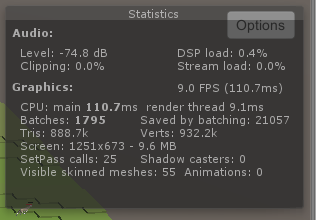 Statistics
Options
Audio:
Level: -74.8 dB DSP load: 0.4%
Clipping: 0.0% Stream load: 0.0%
Graphics: 9.0 FPS (110.7ms)
CPU: main 110.7ms render thread 9.1ms
Batches: 1795 Saved by batching: 21057
Tris: 888.7k Verts: 932.2k
Screen: 1251x673 - 9.6 MB
SetPass calls: 25 Shadow casters: 0
Visible skinned meshes: 55 Animations: 0